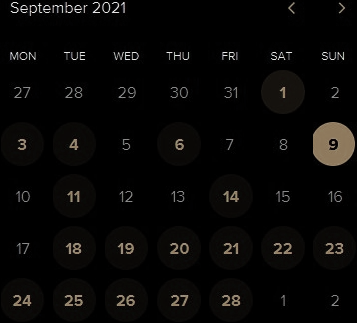 September 2021
MON TUE WED THU FRI SAT SUN
27 28 29 30 31 1 2
3 4 5 6 7 8 9
10 11 12 13 14 15 16
17 18 19 20 21 22 23
24 25 26 27 28 1 2